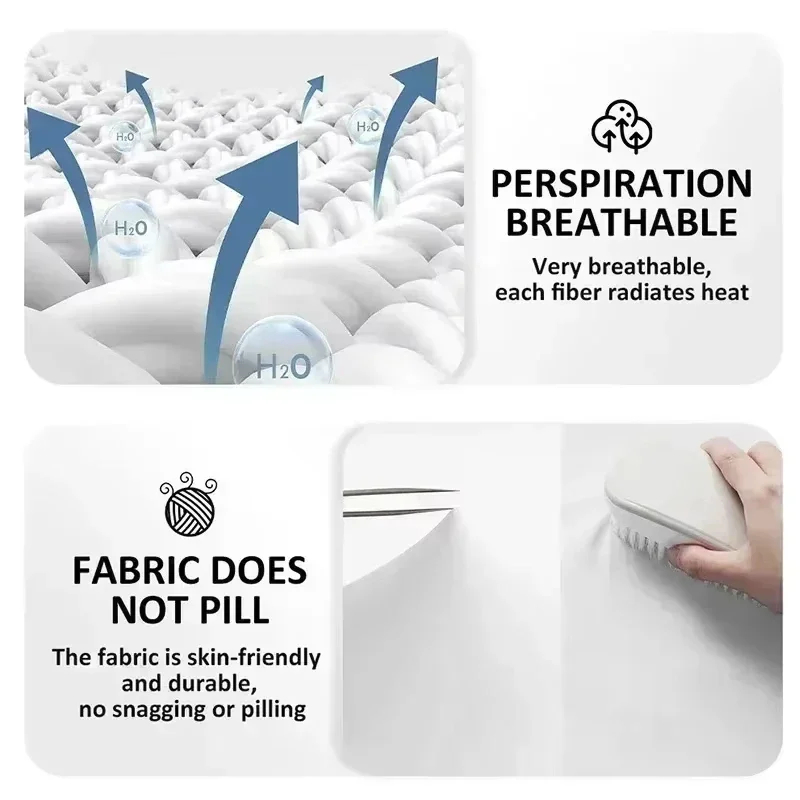 H₂O
H₂O
H₂O
H₂O
PERSPIRATION
BREATHABLE
Very breathable,
each fiber radiates heat
FABRIC DOES
NOT PILL
The fabric is skin-friendly
and durable,
no snagging or pilling